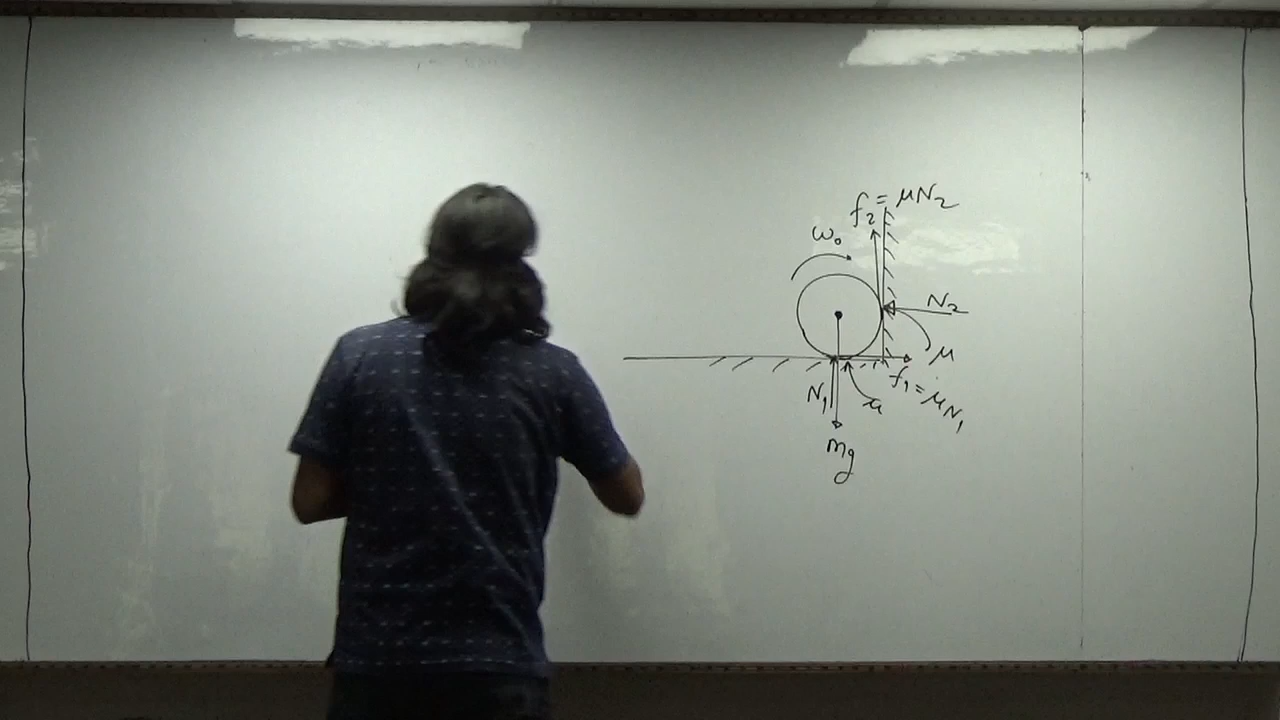 f₂ = μN₂
ω₀
N₂
μ
f₁ = μN₁
N₁
μ
mg